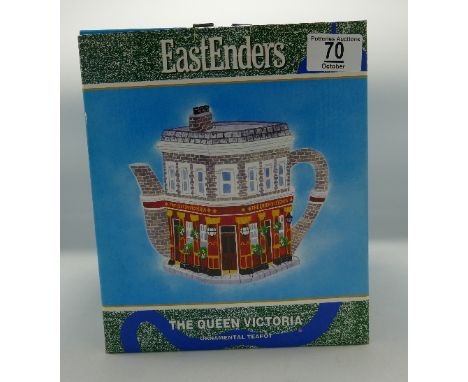 EastEnders
Potteries Auctions
70
October
THE QUEEN VICTORIA
ORNAMENTAL TEAPOT